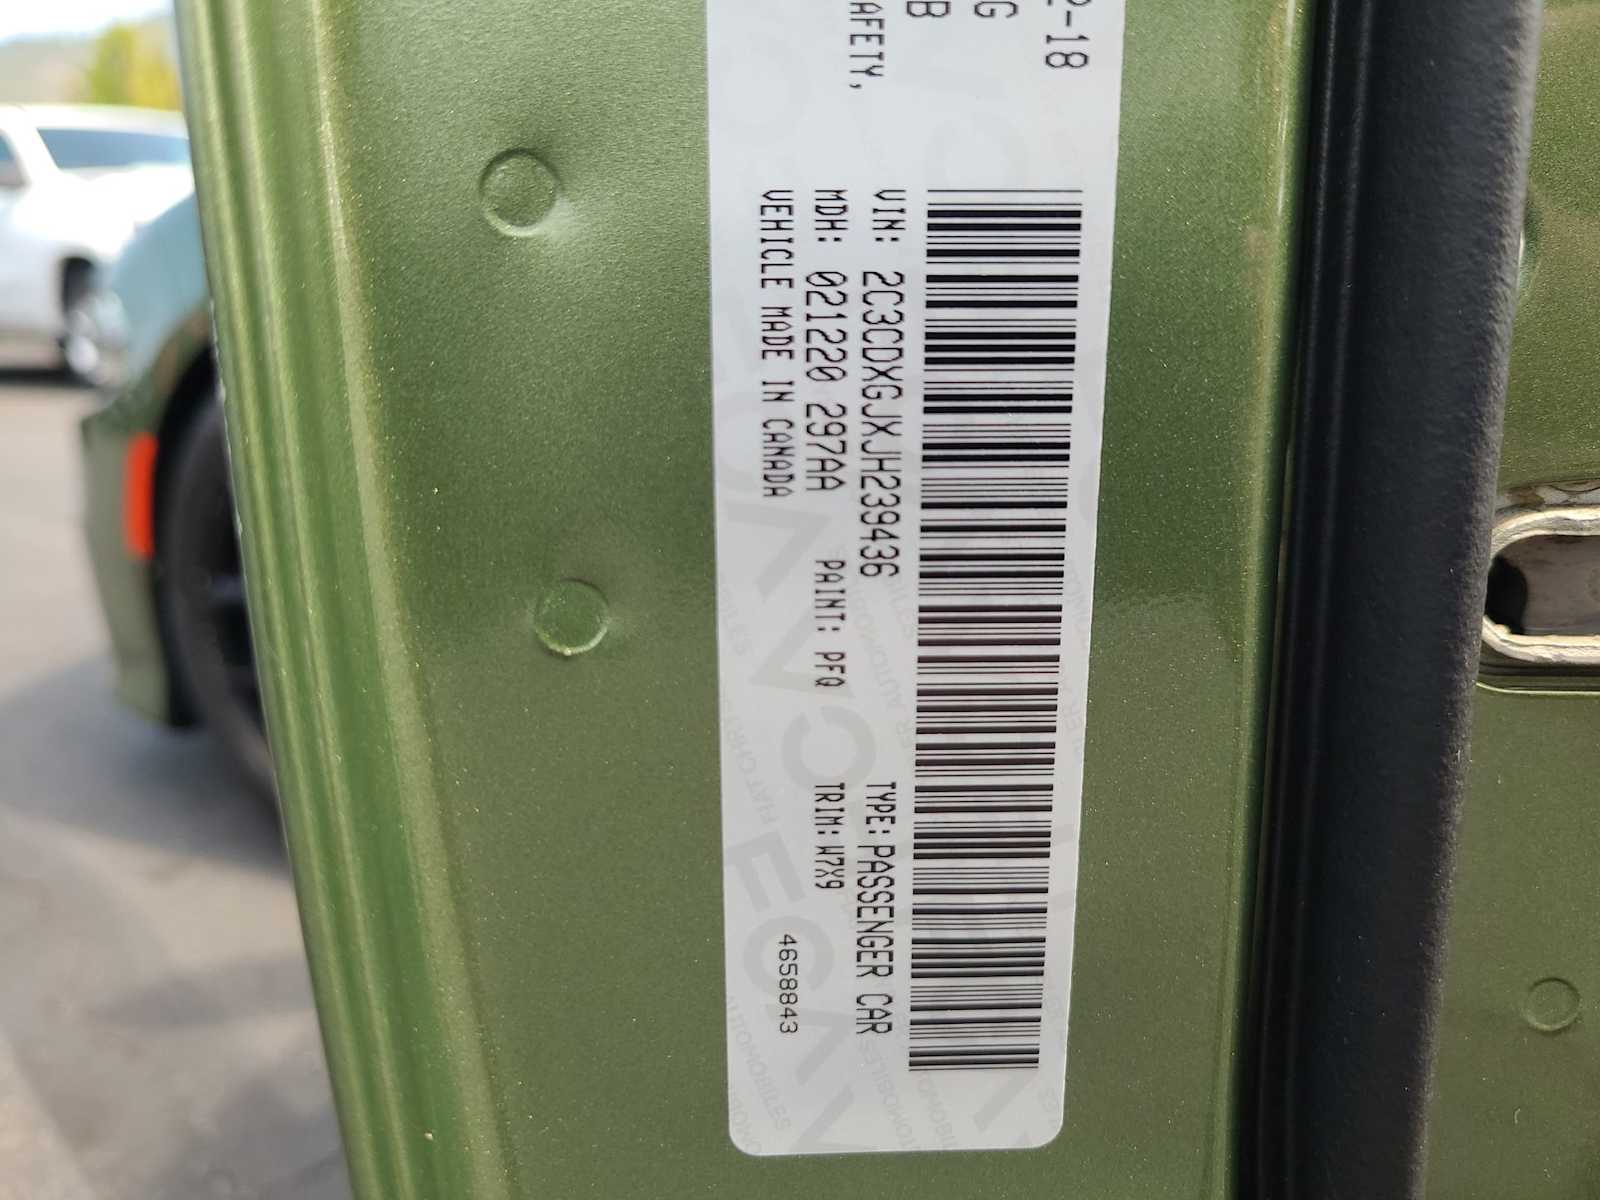 2-18
G
B
AFETY,
VIN: 2C3CDXGJXJH239436 TYPE: PASSENGER CAR
MDH: 021220 297AA PAINT: PFQ TRIM: W7X9
VEHICLE MADE IN CANADA 4658843